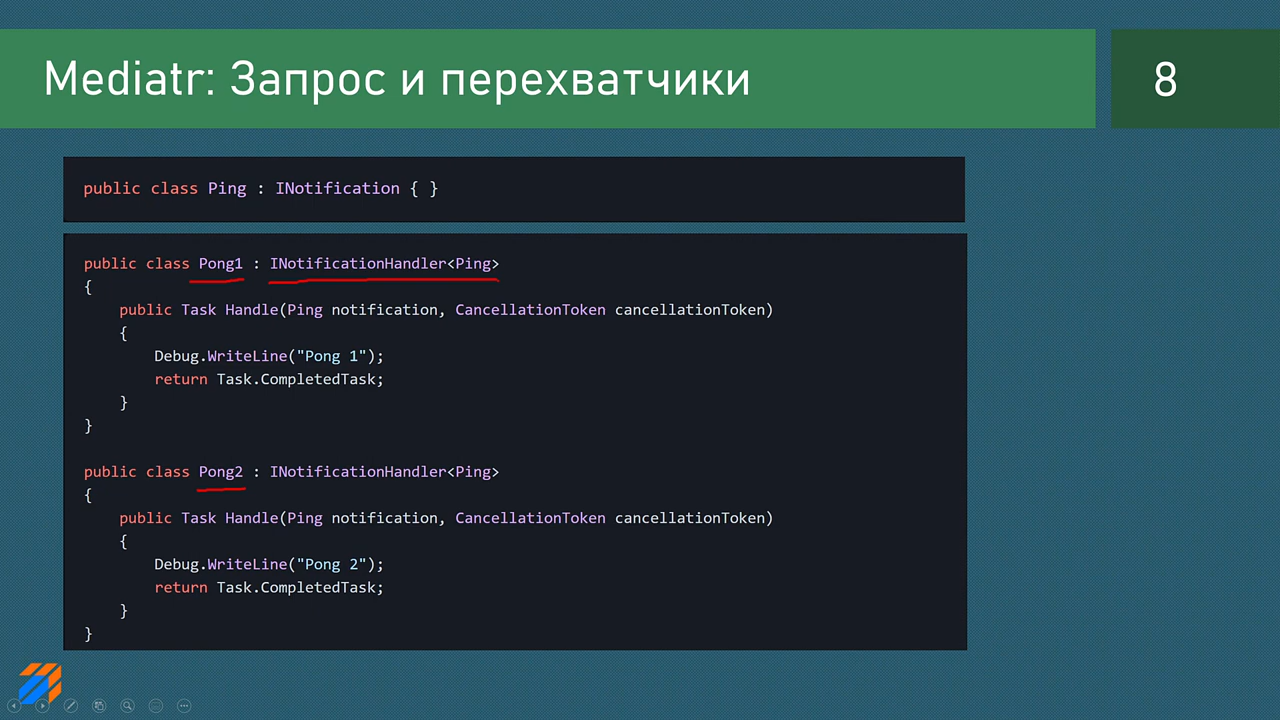 Mediatr: Запрос и перехватчики
8
public class Ping : INotification { }
public class Pong1 : INotificationHandler<Ping>
{
    public Task Handle(Ping notification, CancellationToken cancellationToken)
    {
        Debug.WriteLine("Pong 1");
        return Task.CompletedTask;
    }
}
public class Pong2 : INotificationHandler<Ping>
{
    public Task Handle(Ping notification, CancellationToken cancellationToken)
    {
        Debug.WriteLine("Pong 2");
        return Task.CompletedTask;
    }
}